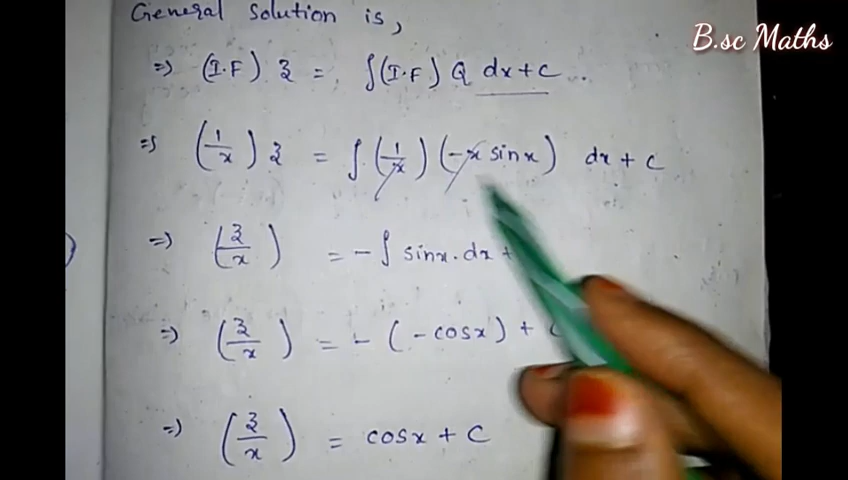 General solution is,
B.sc Maths
⇒ (I.F) z = ∫(I.F) Q dx + c
⇒ (1/x) z = ∫ (1/x) (-x sinx) dx + c
⇒ (z/x) = - ∫ sinx. dx +
⇒ (z/x) = - (-cosx) + c
⇒ (z/x) = cosx + c